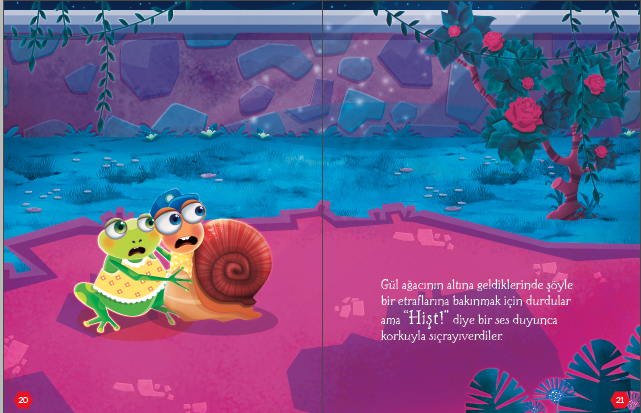 Gül ağacının altına geldiklerinde şöyle
bir etraflarına bakınmak için durdular
ama "Hişt!" diye bir ses duyunca
korkuyla sıçrayıverdiler.
20
21